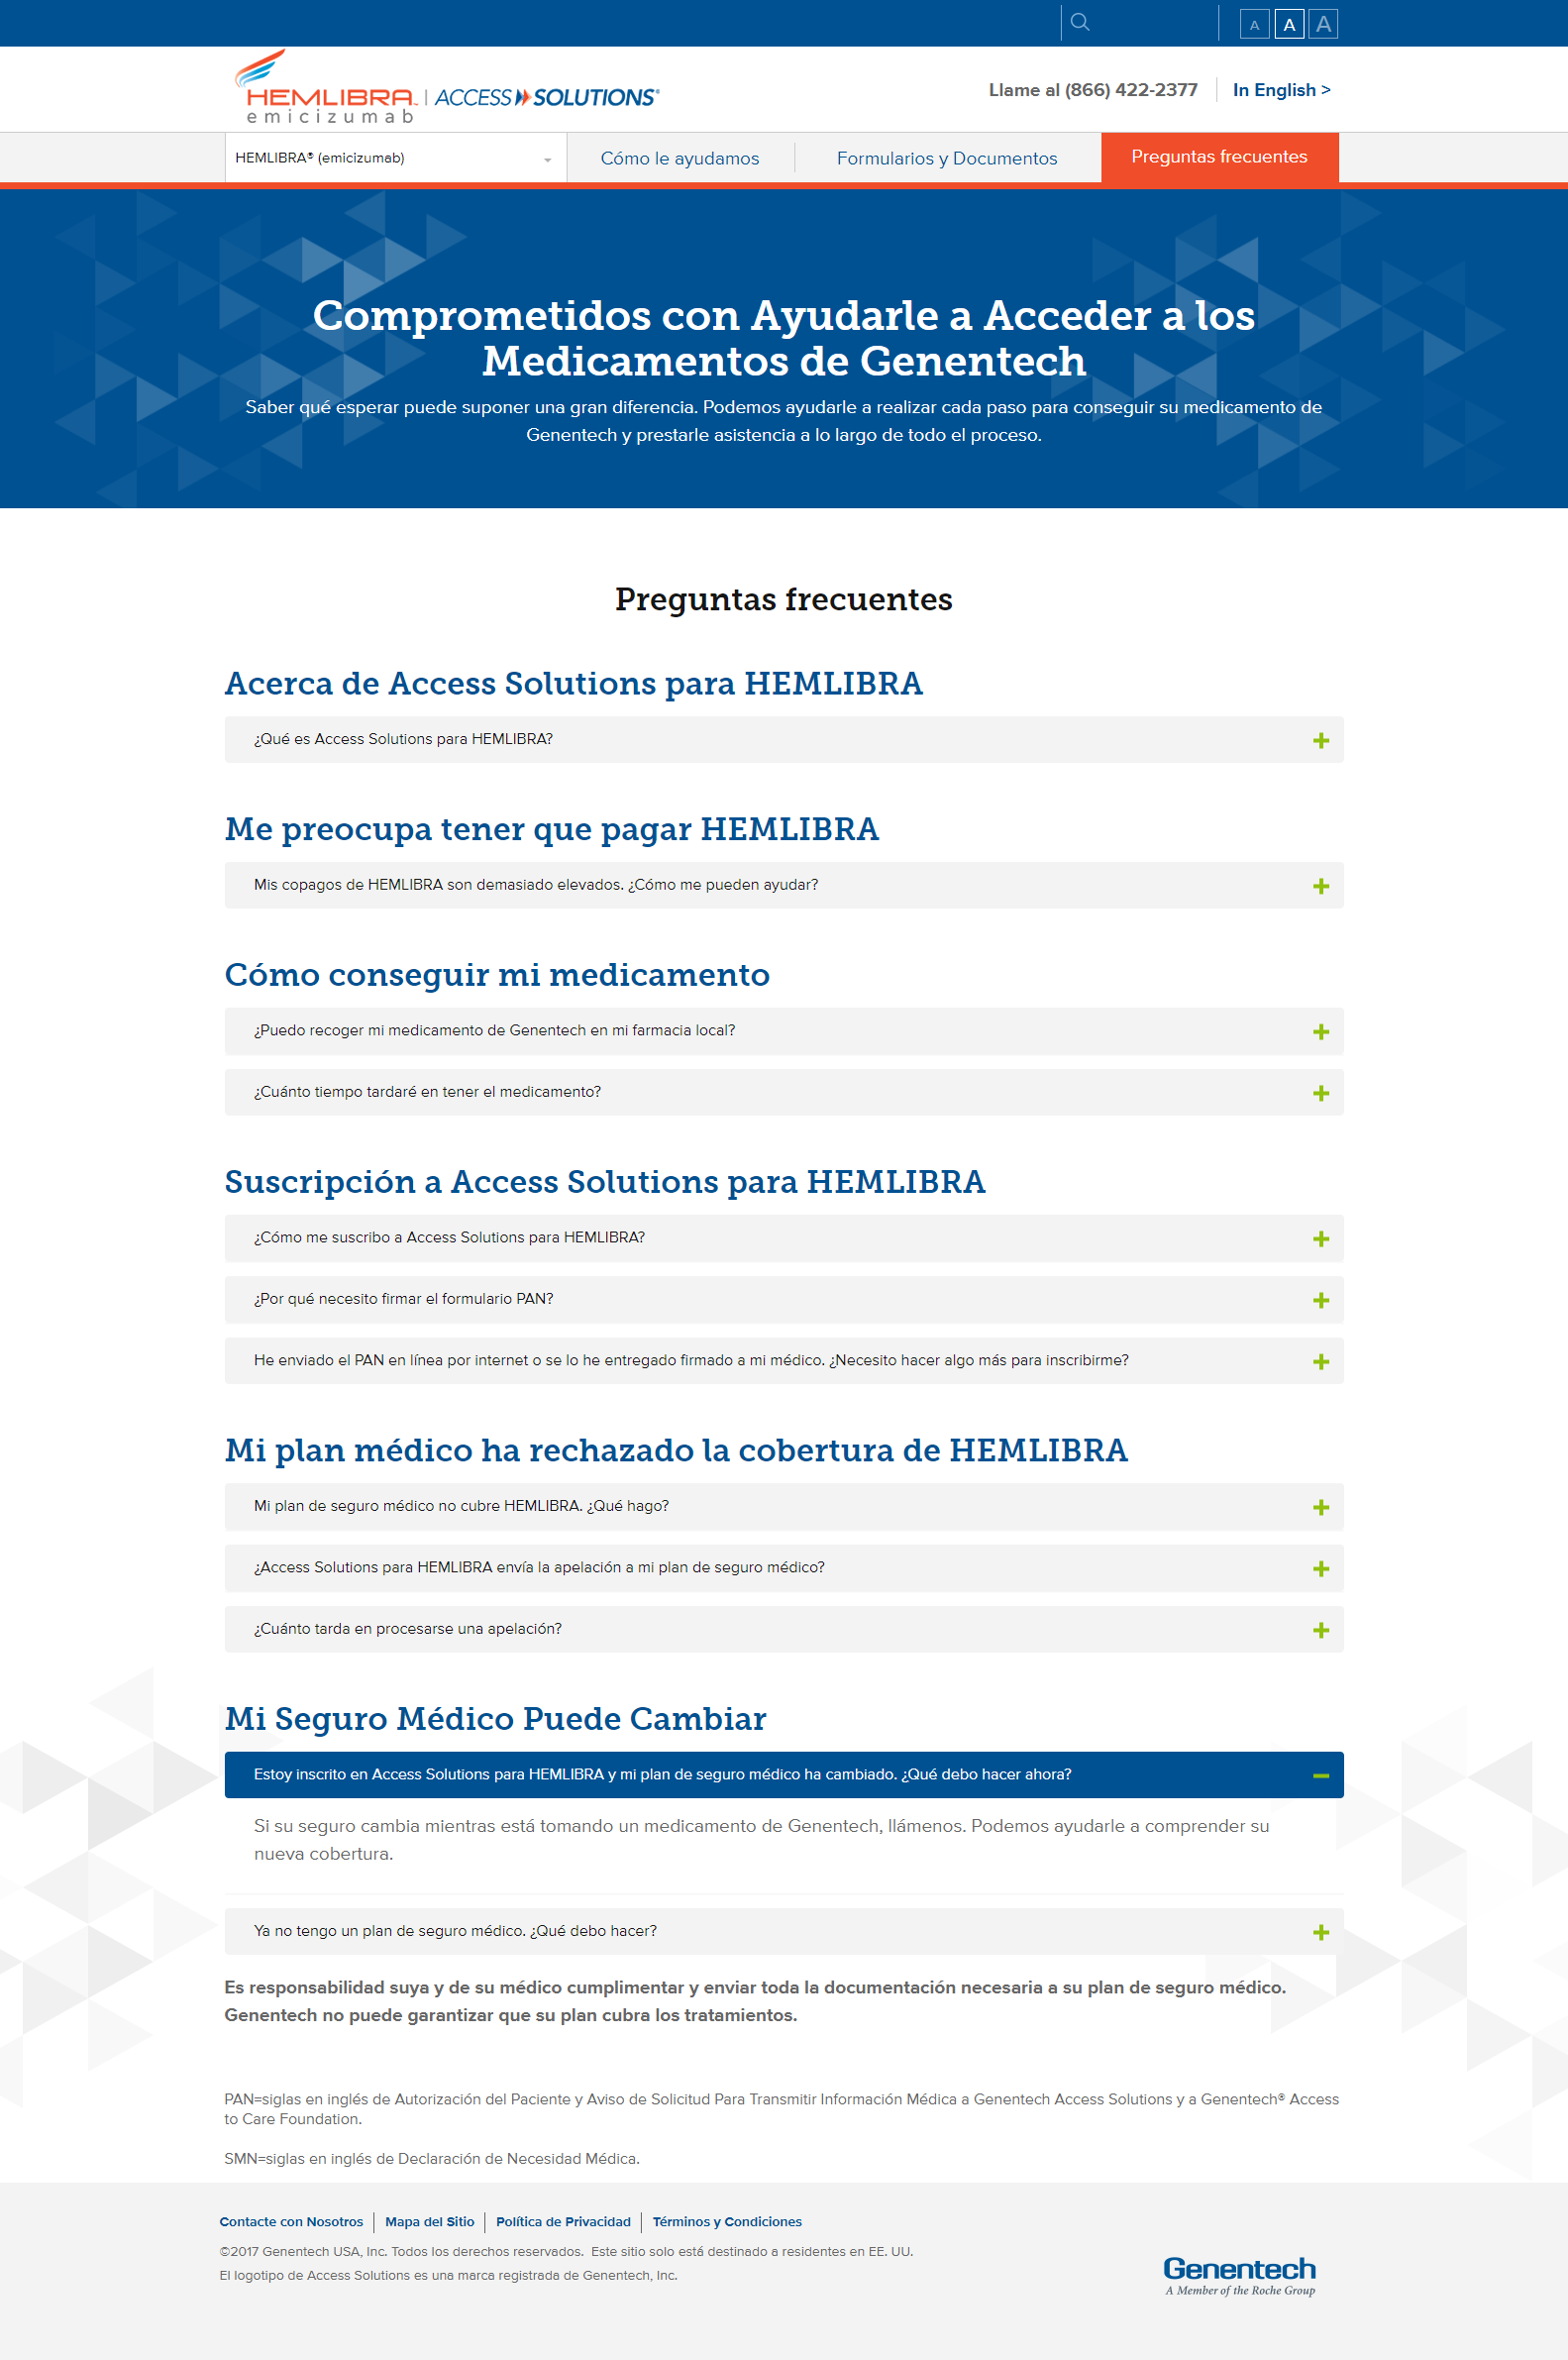 A A A
HEMLIBRA™ | ACCESS SOLUTIONS®
emicizumab
Llame al (866) 422-2377
In English >
HEMLIBRA® (emicizumab)
Cómo le ayudamos
Formularios y Documentos
Preguntas frecuentes
Comprometidos con Ayudarle a Acceder a los
Medicamentos de Genentech
Saber qué esperar puede suponer una gran diferencia. Podemos ayudarle a realizar cada paso para conseguir su medicamento de
Genentech y prestarle asistencia a lo largo de todo el proceso.
Preguntas frecuentes
Acerca de Access Solutions para HEMLIBRA
¿Qué es Access Solutions para HEMLIBRA?
Me preocupa tener que pagar HEMLIBRA
Mis copagos de HEMLIBRA son demasiado elevados. ¿Cómo me pueden ayudar?
Cómo conseguir mi medicamento
¿Puedo recoger mi medicamento de Genentech en mi farmacia local?
¿Cuánto tiempo tardaré en tener el medicamento?
Suscripción a Access Solutions para HEMLIBRA
¿Cómo me suscribo a Access Solutions para HEMLIBRA?
¿Por qué necesito firmar el formulario PAN?
He enviado el PAN en línea por internet o se lo he entregado firmado a mi médico. ¿Necesito hacer algo más para inscribirme?
Mi plan médico ha rechazado la cobertura de HEMLIBRA
Mi plan de seguro médico no cubre HEMLIBRA. ¿Qué hago?
¿Access Solutions para HEMLIBRA envía la apelación a mi plan de seguro médico?
¿Cuánto tarda en procesarse una apelación?
Mi Seguro Médico Puede Cambiar
Estoy inscrito en Access Solutions para HEMLIBRA y mi plan de seguro médico ha cambiado. ¿Qué debo hacer ahora?
Si su seguro cambia mientras está tomando un medicamento de Genentech, llámenos. Podemos ayudarle a comprender su
nueva cobertura.
Ya no tengo un plan de seguro médico. ¿Qué debo hacer?
Es responsabilidad suya y de su médico cumplimentar y enviar toda la documentación necesaria a su plan de seguro médico.
Genentech no puede garantizar que su plan cubra los tratamientos.
PAN=siglas en inglés de Autorización del Paciente y Aviso de Solicitud Para Transmitir Información Médica a Genentech Access Solutions y a Genentech® Access
to Care Foundation.
SMN=siglas en inglés de Declaración de Necesidad Médica.
Contacte con Nosotros | Mapa del Sitio | Política de Privacidad | Términos y Condiciones
©2017 Genentech USA, Inc. Todos los derechos reservados. Este sitio solo está destinado a residentes en EE. UU.
El logotipo de Access Solutions es una marca registrada de Genentech, Inc.
Genentech
A Member of the Roche Group